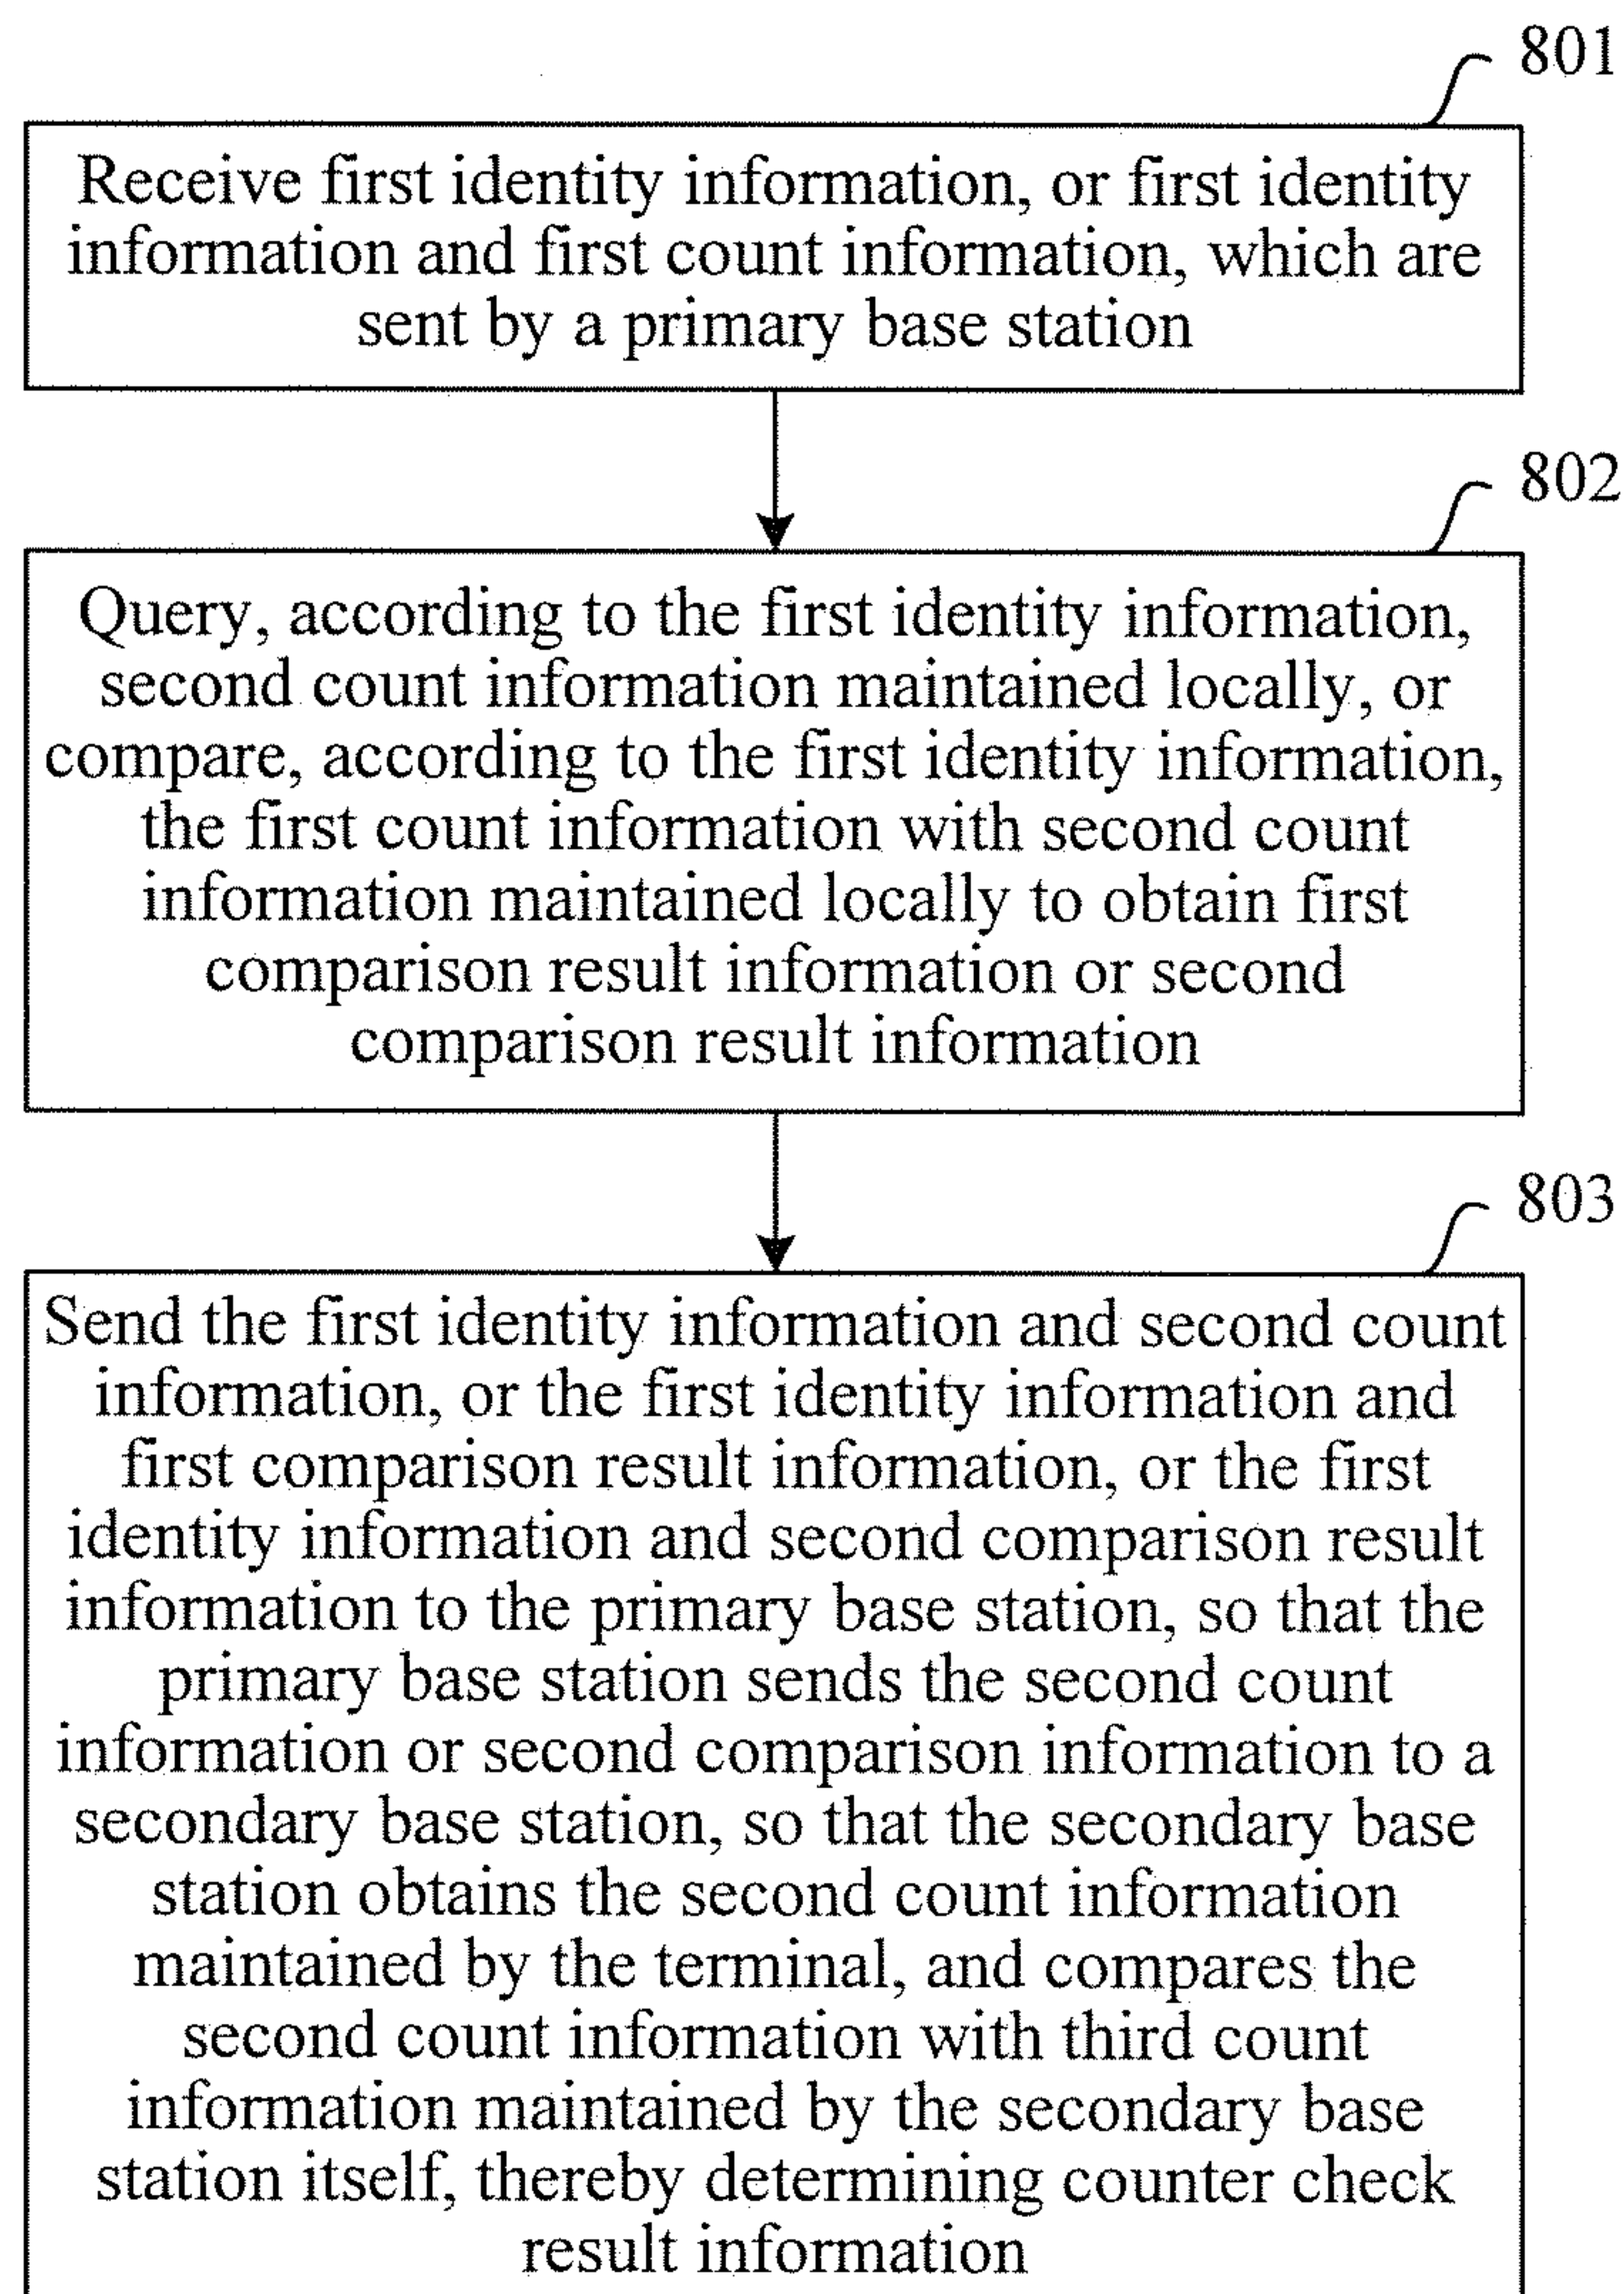 801
Receive first identity information, or first identity
information and first count information, which are
sent by a primary base station
802
Query, according to the first identity information,
second count information maintained locally, or
compare, according to the first identity information,
the first count information with second count
information maintained locally to obtain first
comparison result information or second
comparison result information
803
Send the first identity information and second count
information, or the first identity information and
first comparison result information, or the first
identity information and second comparison result
information to the primary base station, so that the
primary base station sends the second count
information or second comparison information to a
secondary base station, so that the secondary base
station obtains the second count information
maintained by the terminal, and compares the
second count information with third count
information maintained by the secondary base
station itself, thereby determining counter check
result information